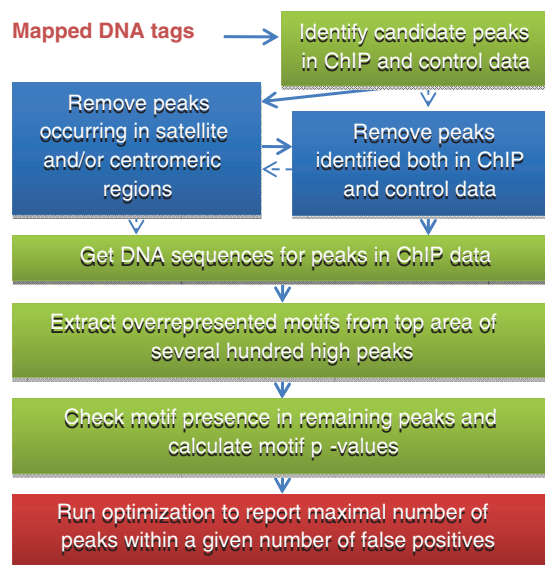 Mapped DNA tags
Identify candidate peaks
in ChIP and control data
Remove peaks
occurring in satellite
and/or centromeric
regions
Remove peaks
identified both in ChIP
and control data
Get DNA sequences for peaks in ChIP data
Extract overrepresented motifs from top area of
several hundred high peaks
Check motif presence in remaining peaks and
calculate motif p -values
Run optimization to report maximal number of
peaks within a given number of false positives